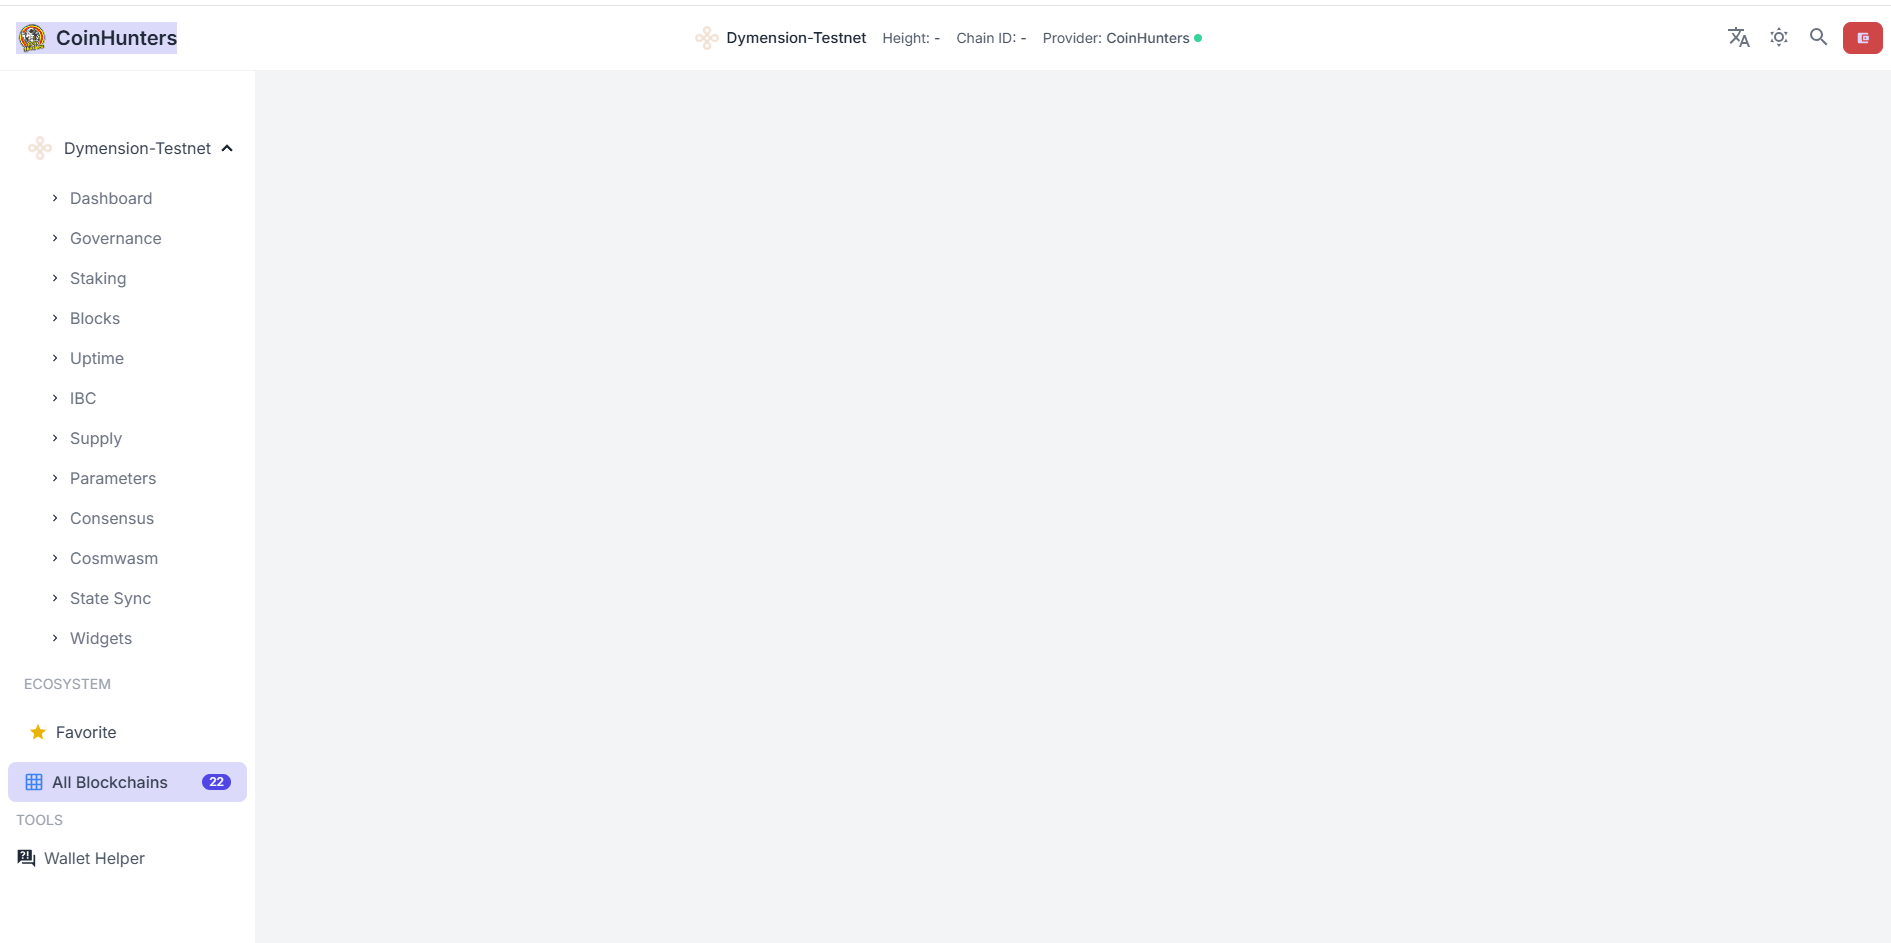 CoinHunters
Dymension-Testnet Height: - Chain ID: - Provider: CoinHunters
Dymension-Testnet
Dashboard
Governance
Staking
Blocks
Uptime
IBC
Supply
Parameters
Consensus
Cosmwasm
State Sync
Widgets
ECOSYSTEM
Favorite
All Blockchains 22
TOOLS
Wallet Helper